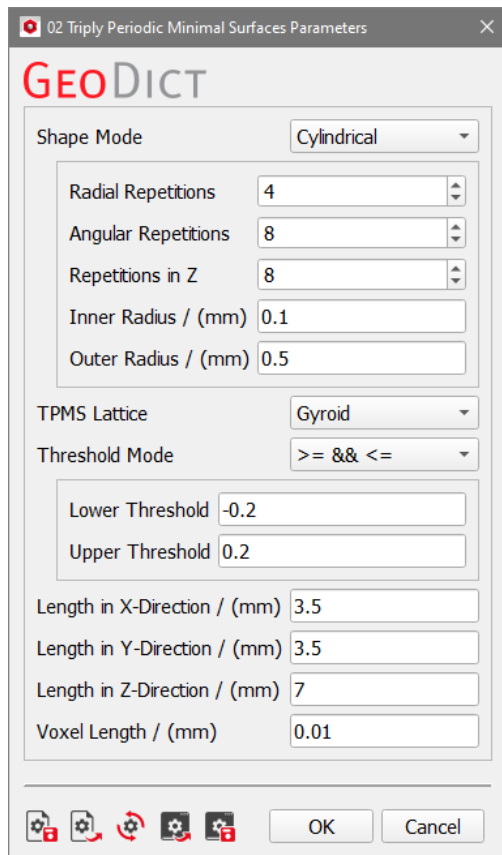 02 Triply Periodic Minimal Surfaces Parameters
GEODICT
Shape Mode Cylindrical
Radial Repetitions 4
Angular Repetitions 8
Repetitions in Z 8
Inner Radius / (mm) 0.1
Outer Radius / (mm) 0.5
TPMS Lattice Gyroid
Threshold Mode >= && <=
Lower Threshold -0.2
Upper Threshold 0.2
Length in X-Direction / (mm) 3.5
Length in Y-Direction / (mm) 3.5
Length in Z-Direction / (mm) 7
Voxel Length / (mm) 0.01
OK Cancel